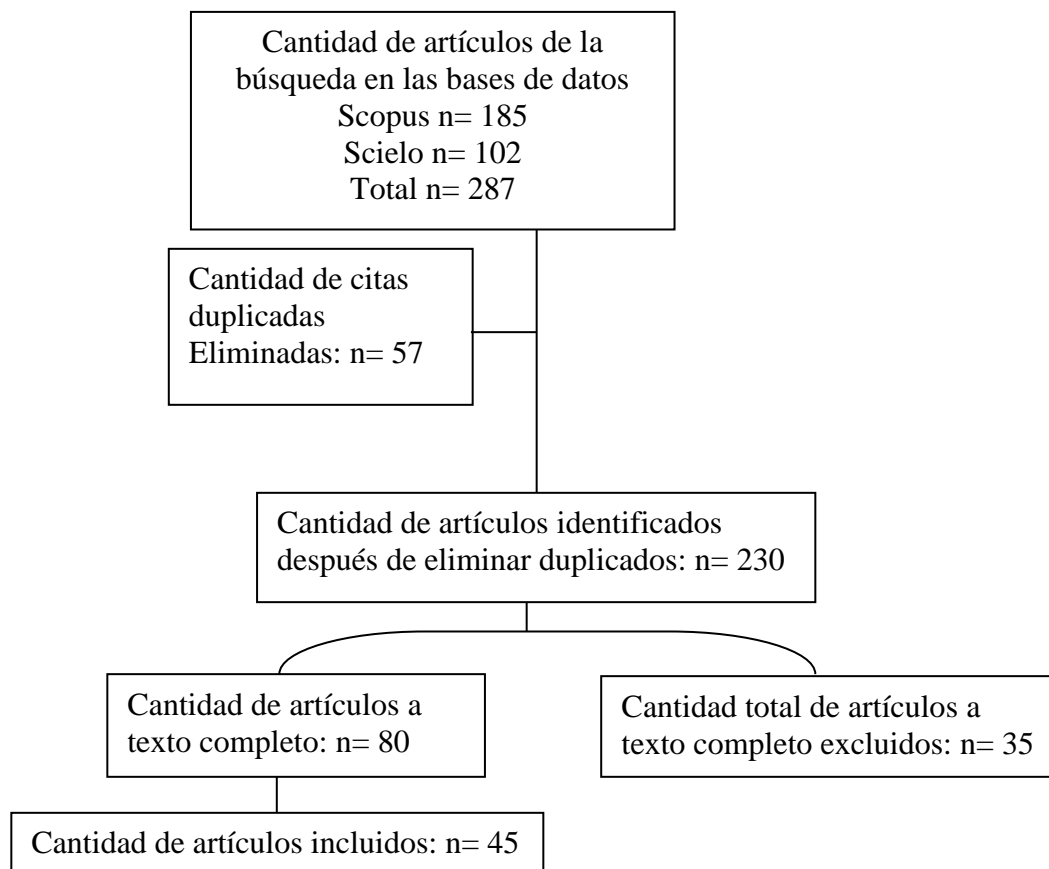 Cantidad de artículos de la
búsqueda en las bases de datos
Scopus n= 185
Scielo n= 102
Total n= 287
Cantidad de citas
duplicadas
Eliminadas: n= 57
Cantidad de artículos identificados
después de eliminar duplicados: n= 230
Cantidad de artículos a
texto completo: n= 80
Cantidad total de artículos a
texto completo excluidos: n= 35
Cantidad de artículos incluidos: n= 45